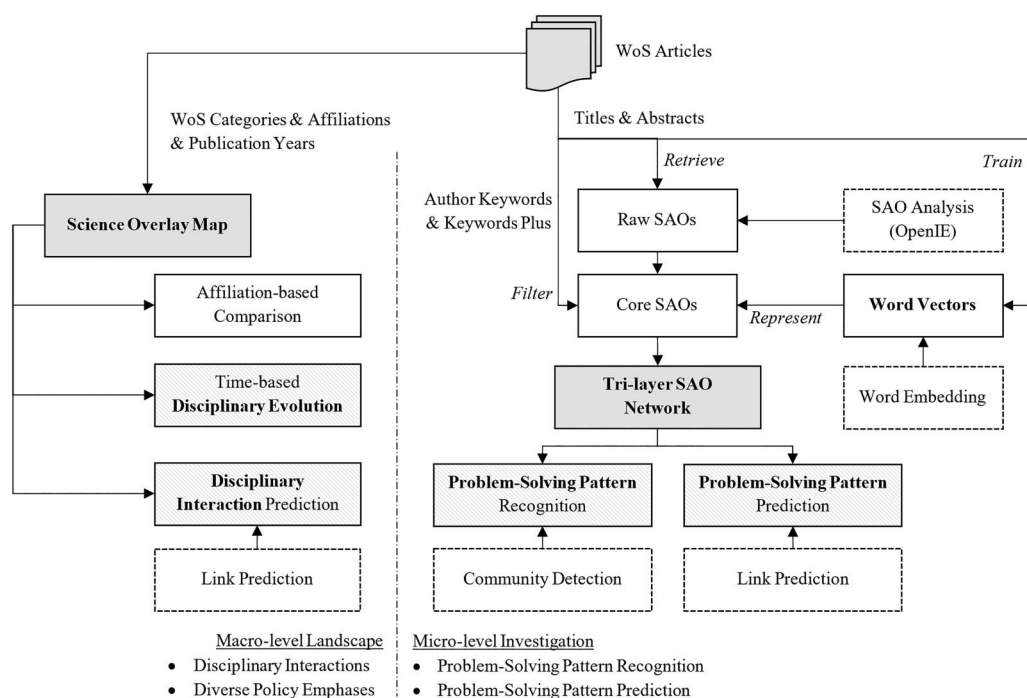 WoS Articles
WoS Categories & Affiliations
& Publication Years
Titles & Abstracts
Retrieve
Train
Author Keywords
& Keywords Plus
Science Overlay Map
Raw SAOs
SAO Analysis
(OpenIE)
Affiliation-based
Comparison
Filter
Core SAOs
Represent
Word Vectors
Time-based
Disciplinary Evolution
Tri-layer SAO
Network
Word Embedding
Disciplinary
Interaction Prediction
Problem-Solving Pattern
Recognition
Problem-Solving Pattern
Prediction
Link Prediction
Community Detection
Link Prediction
Macro-level Landscape
• Disciplinary Interactions
• Diverse Policy Emphases
Micro-level Investigation
• Problem-Solving Pattern Recognition
• Problem-Solving Pattern Prediction